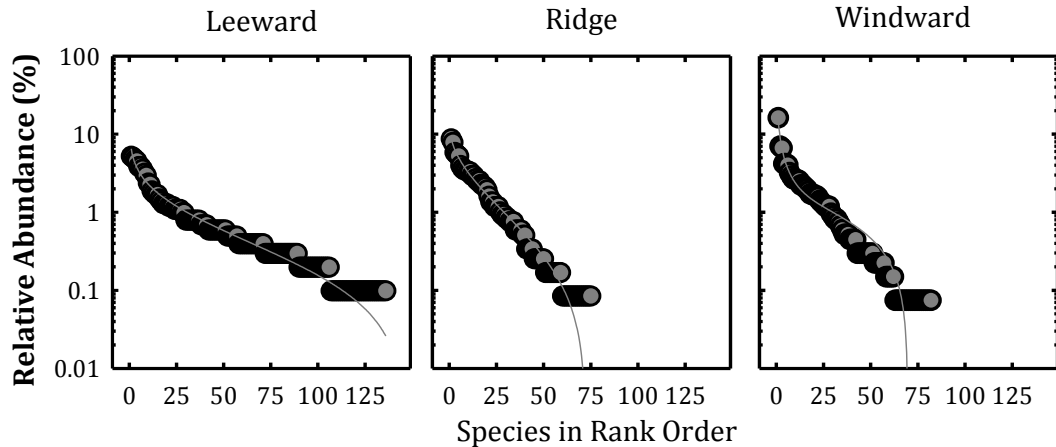 Leeward Ridge Windward
Relative Abundance (%)
100
10
1
0.1
0.01
0 25 50 75 100 125 0 25 50 75 100 125 0 25 50 75 100 125
Species in Rank Order